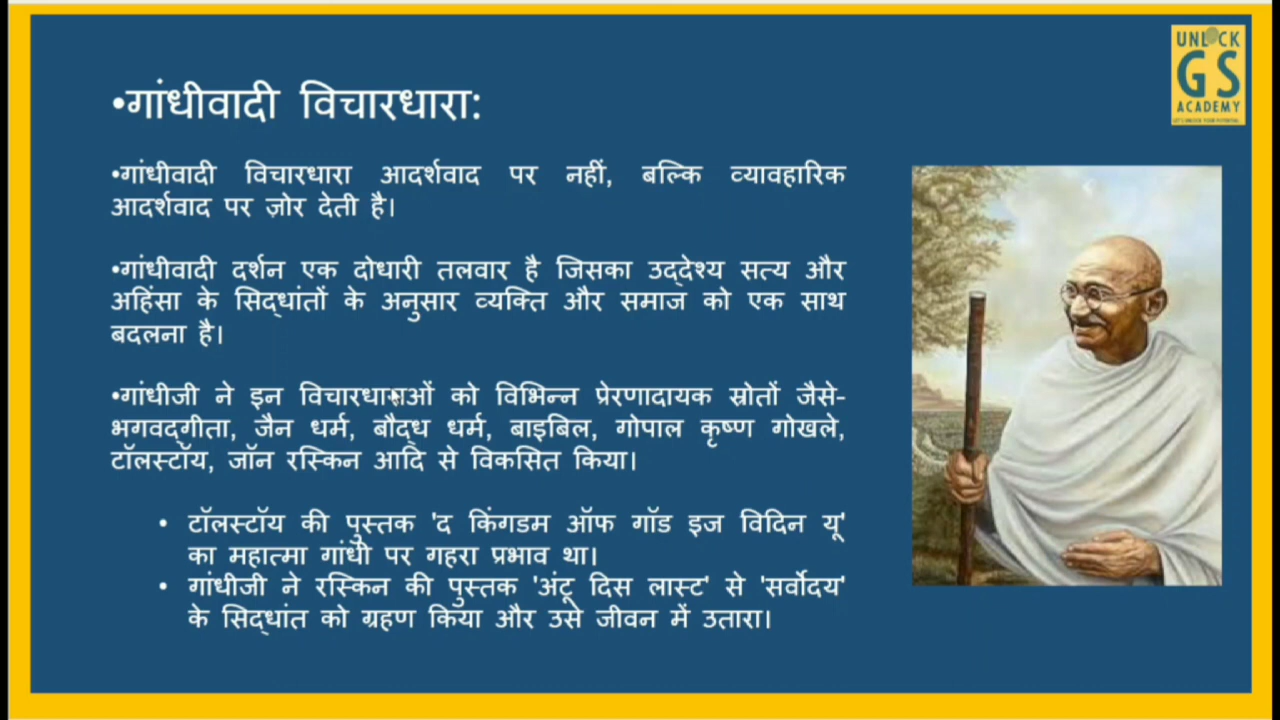 UNLOCK
GS
ACADEMY
•गांधीवादी विचारधारा:
•गांधीवादी विचारधारा आदर्शवाद पर नहीं, बल्कि व्यावहारिक
आदर्शवाद पर ज़ोर देती है।
•गांधीवादी दर्शन एक दोधारी तलवार है जिसका उद्देश्य सत्य और
अहिंसा के सिद्धांतों के अनुसार व्यक्ति और समाज को एक साथ
बदलना है।
•गांधीजी ने इन विचारधाराओं को विभिन्न प्रेरणादायक स्रोतों जैसे-
भगवद्गीता, जैन धर्म, बौद्ध धर्म, बाइबिल, गोपाल कृष्ण गोखले,
टॉलस्टॉय, जॉन रस्किन आदि से विकसित किया।
• टॉलस्टॉय की पुस्तक 'द किंगडम ऑफ गॉड इज विदिन यू'
का महात्मा गांधी पर गहरा प्रभाव था।
• गांधीजी ने रस्किन की पुस्तक 'अंटू दिस लास्ट' से 'सर्वोदय'
के सिद्धांत को ग्रहण किया और उसे जीवन में उतारा।